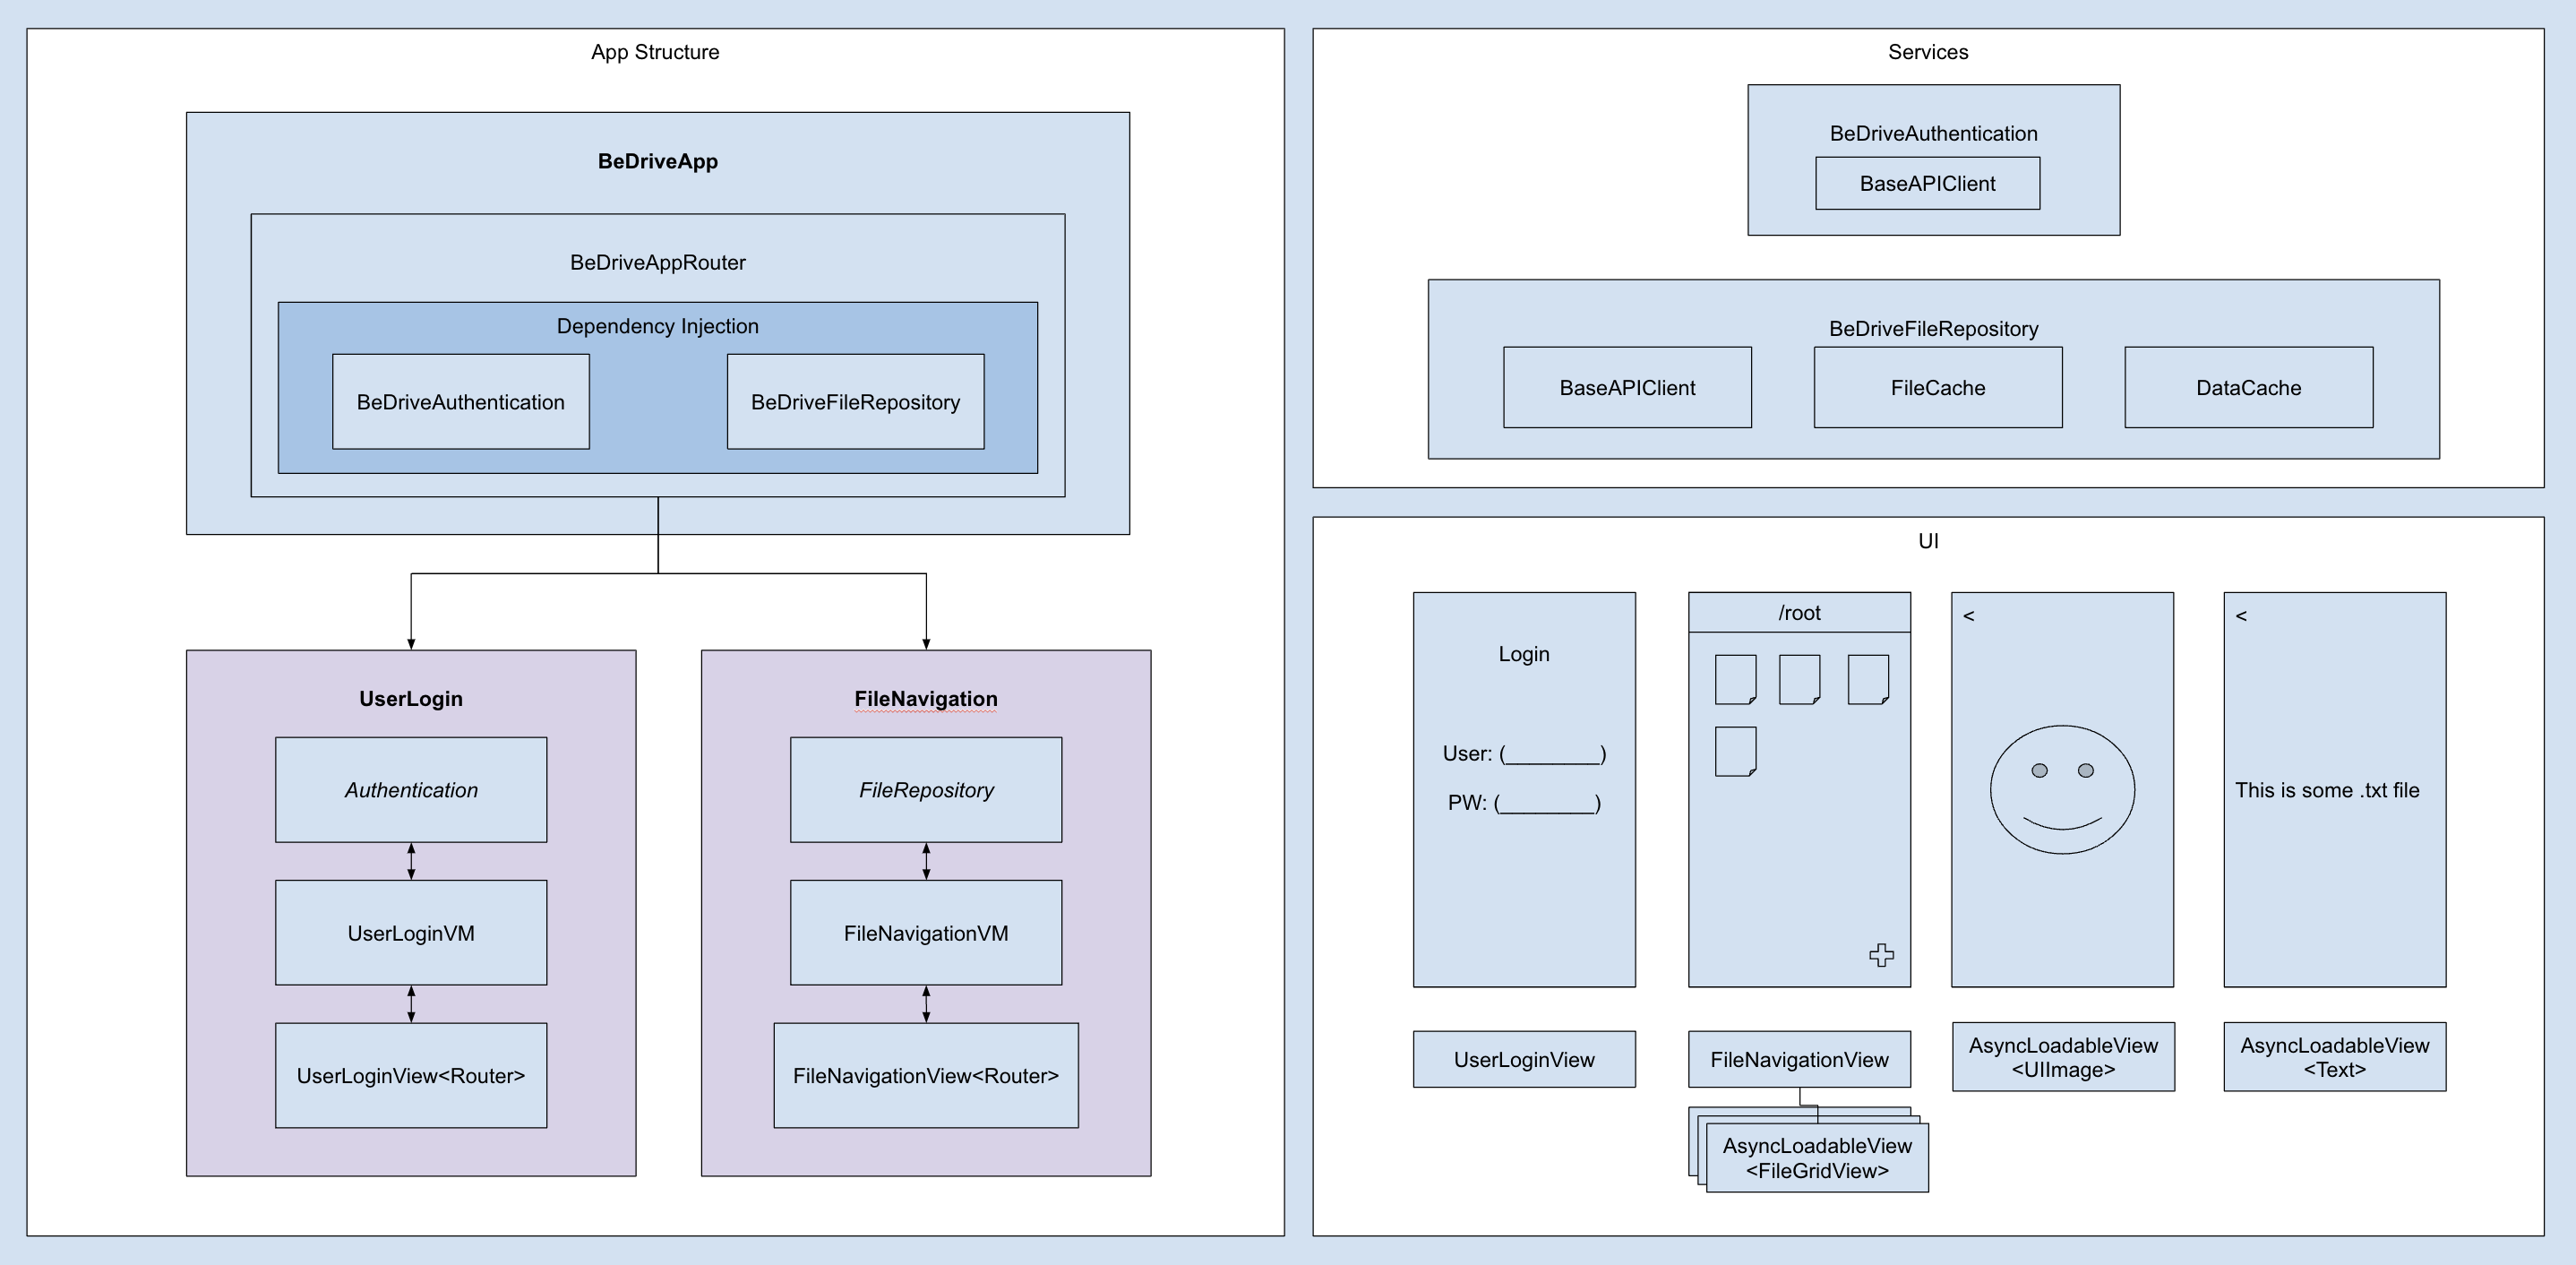 App Structure
BeDriveApp
BeDriveAppRouter
Dependency Injection
BeDriveAuthentication
BeDriveFileRepository
UserLogin
Authentication
UserLoginVM
UserLoginView<Router>
FileNavigation
FileRepository
FileNavigationVM
FileNavigationView<Router>
Services
BeDriveAuthentication
BaseAPIClient
BeDriveFileRepository
BaseAPIClient
FileCache
DataCache
UI
Login
User: (________)
PW: (________)
UserLoginView
/root
FileNavigationView
AsyncLoadableView
<FileGridView>
<
AsyncLoadableView
<UIImage>
<
This is some .txt file
AsyncLoadableView
<Text>